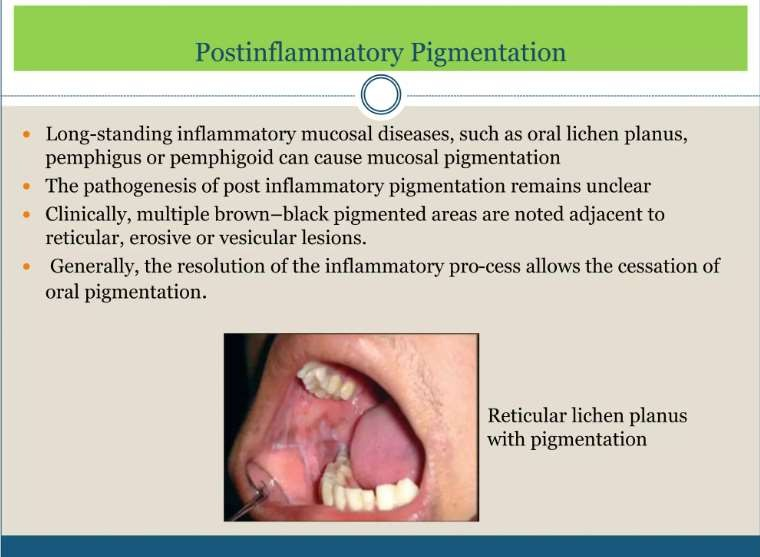 Postinflammatory Pigmentation
Long-standing inflammatory mucosal diseases, such as oral lichen planus,
pemphigus or pemphigoid can cause mucosal pigmentation
The pathogenesis of post inflammatory pigmentation remains unclear
Clinically, multiple brown–black pigmented areas are noted adjacent to
reticular, erosive or vesicular lesions.
Generally, the resolution of the inflammatory pro-cess allows the cessation of
oral pigmentation.
Reticular lichen planus
with pigmentation